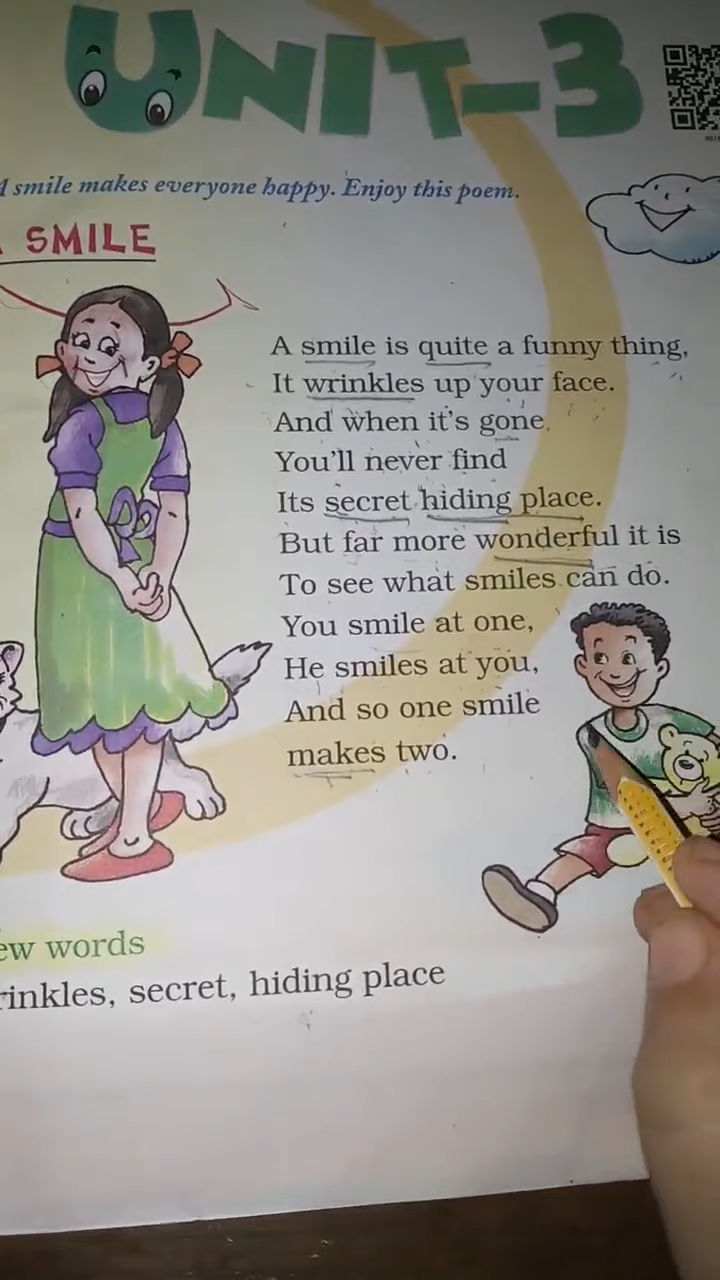 UNIT-3
smile makes everyone happy. Enjoy this poem.
SMILE
A smile is quite a funny thing,
It wrinkles up your face.
And when it's gone
You'll never find
Its secret hiding place.
But far more wonderful it is
To see what smiles can do.
You smile at one,
He smiles at you,
And so one smile
makes two.
words
secret, hiding place